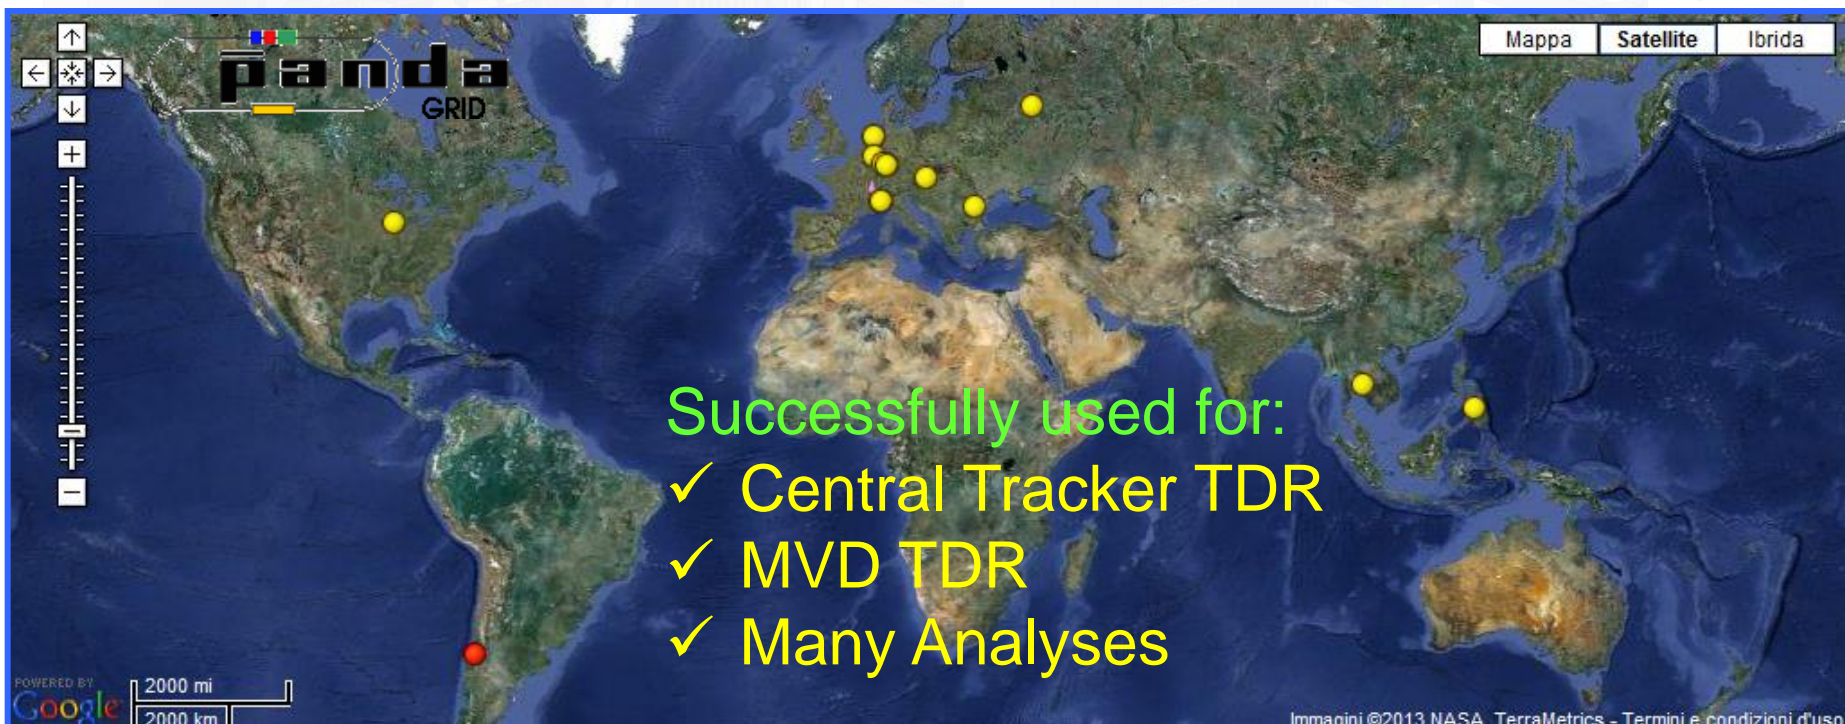 p̄anda
GRID
Mappa Satellite Ibrida
Successfully used for:
✓ Central Tracker TDR
✓ MVD TDR
✓ Many Analyses
POWERED BY
Google
2000 mi
2000 km
Immagini ©2013 NASA, TerraMetrics - Termini e condizioni d'uso